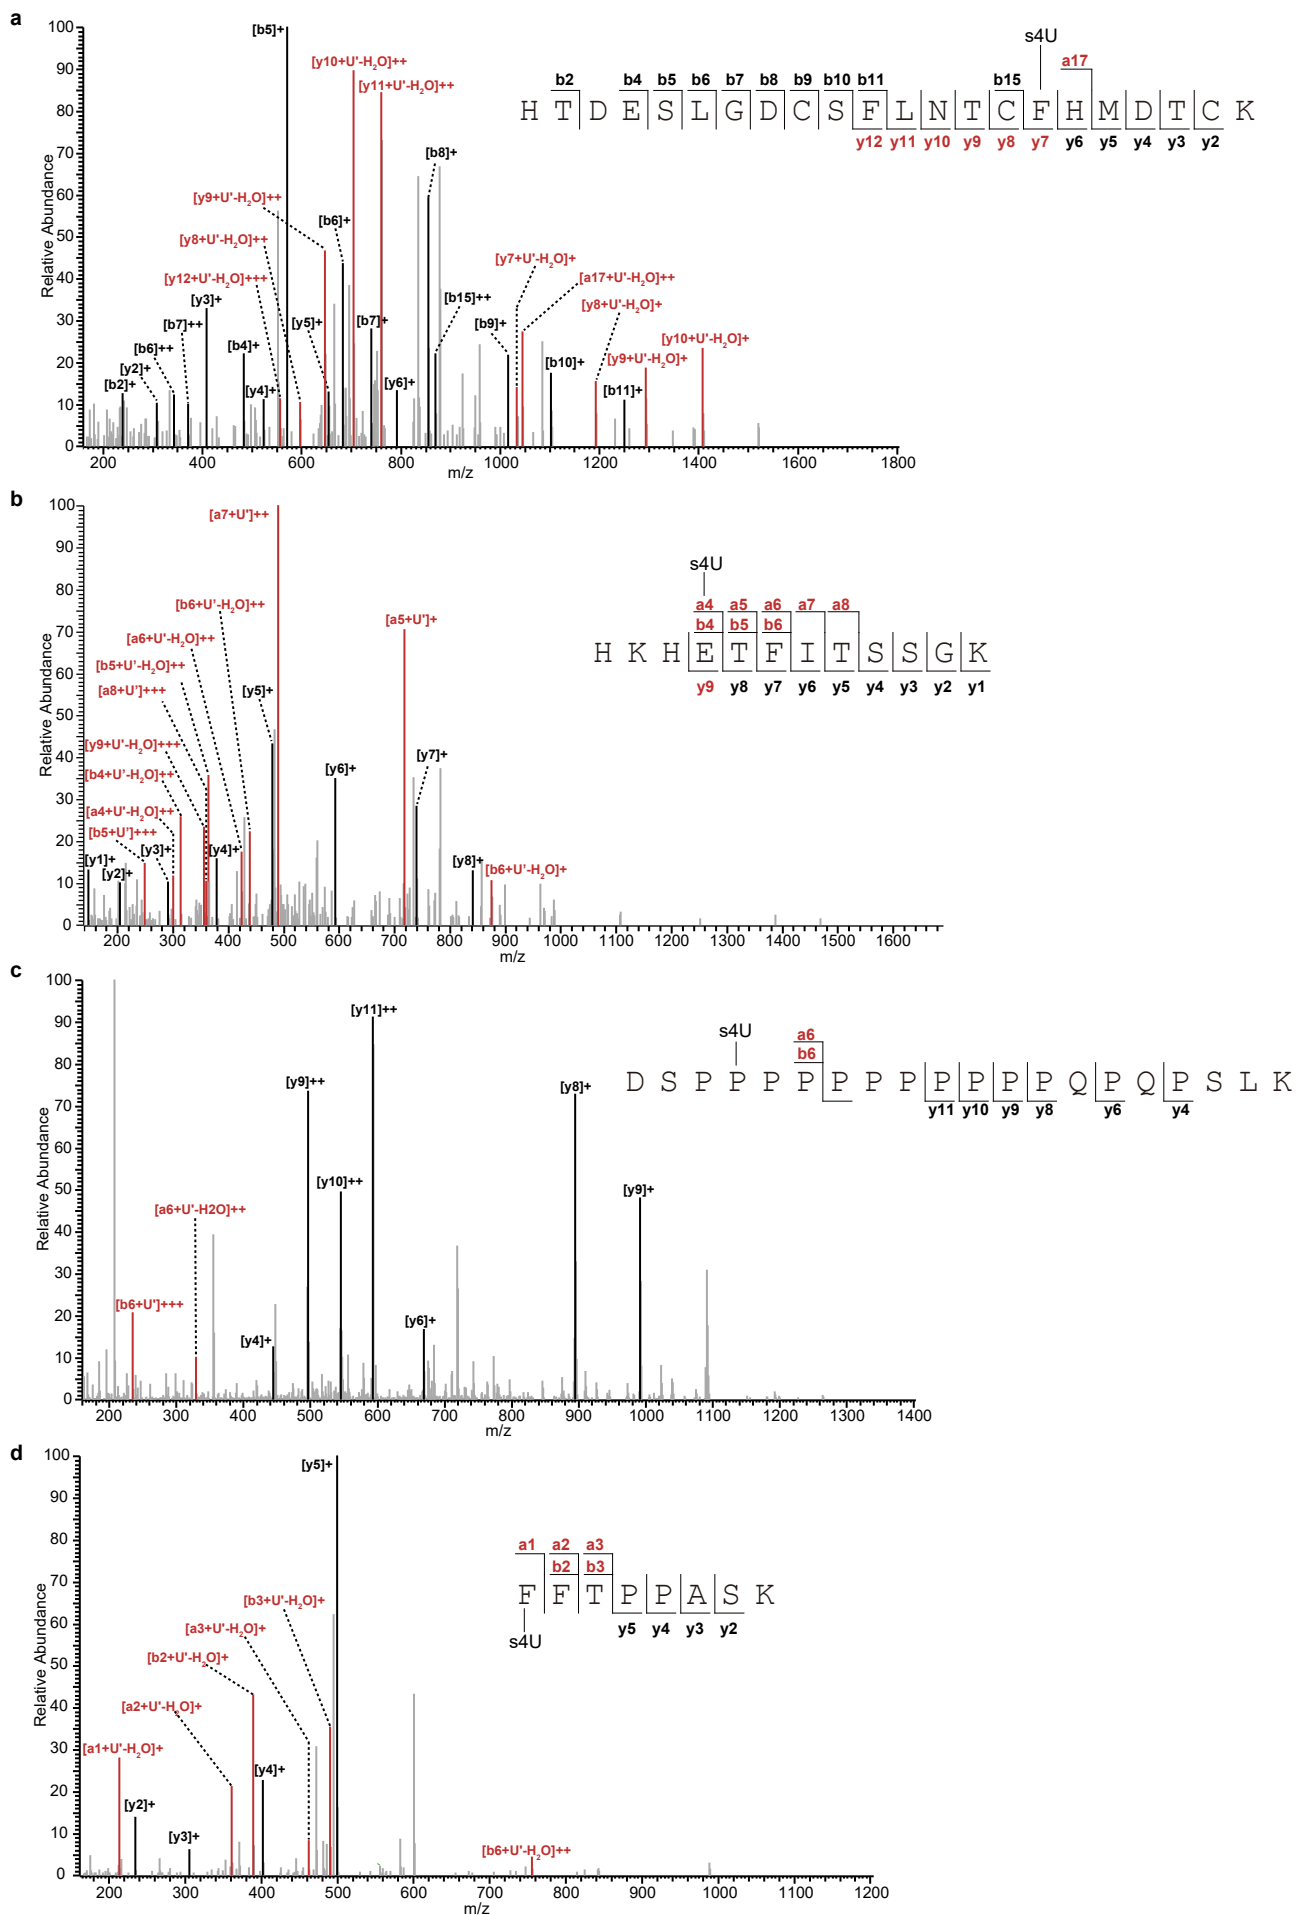 a
100
90
80
70
60
50
40
30
20
10
0
Relative Abundance
[b5]+
[y10+U'-H2O]++
[y11+U'-H2O]++
[b8]+
[y9+U'-H2O]++
[b6]+
[y8+U'-H2O]++
[y12+U'-H2O]+++
[y7+U'-H2O]+
[a17+U'-H2O]++
[y3]+
[b7]++
[y5]+
[b7]+
[b15]++
[b9]+
[y8+U'-H2O]+
[b6]++
[b4]+
[y10+U'-H2O]+
[y2]+
[b2]+
[y4]+
[y6]+
[b10]+
[y9+U'-H2O]+
[b11]+
200 400 600 800 1000 1200 1400 1600 1800
m/z
s4U
a17
b2 b4 b5 b6 b7 b8 b9 b10 b11 b15
H T D E S L G D C S F L N T C F H M D T C K
y12 y11 y10 y9 y8 y7 y6 y5 y4 y3 y2
b
100
90
80
70
60
50
40
30
20
10
0
Relative Abundance
[a7+U']++
[b6+U'-H2O]++
[a5+U']+
[a6+U'-H2O]++
[b5+U'-H2O]++
[a8+U']+++
[y5]+
[y9+U'-H2O]+++
[y7]+
[b4+U'-H2O]++
[y6]+
[a4+U'-H2O]++
[b5+U']+++
[y1]+
[y2]+
[y3]+
[y4]+
[y8]+
[b6+U'-H2O]+
200 300 400 500 600 700 800 900 1000 1100 1200 1300 1400 1500 1600
m/z
s4U
a4 a5 a6 a7 a8
b4 b5 b6
H K H E T F I T S S G K
y9 y8 y7 y6 y5 y4 y3 y2 y1
c
100
90
80
70
60
50
40
30
20
10
0
Relative Abundance
[y11]++
[y9]++
[y8]+
[y10]++
[y9]+
[a6+U'-H2O]++
[b6+U']+++
[y4]+
[y6]+
200 300 400 500 600 700 800 900 1000 1100 1200 1300 1400
m/z
s4U
a6
b6
D S P P P P P P P P P P P Q P Q P S L K
y11 y10 y9 y8 y6 y4
d
100
90
80
70
60
50
40
30
20
10
0
Relative Abundance
[y5]+
[b3+U'-H2O]+
[a3+U'-H2O]+
[b2+U'-H2O]+
[a2+U'-H2O]+
[a1+U'-H2O]+
[y4]+
[y2]+
[y3]+
[b6+U'-H2O]++
200 300 400 500 600 700 800 900 1000 1100 1200
m/z
a1 a2 a3
b2 b3
F F T P P A S K
y5 y4 y3 y2
s4U